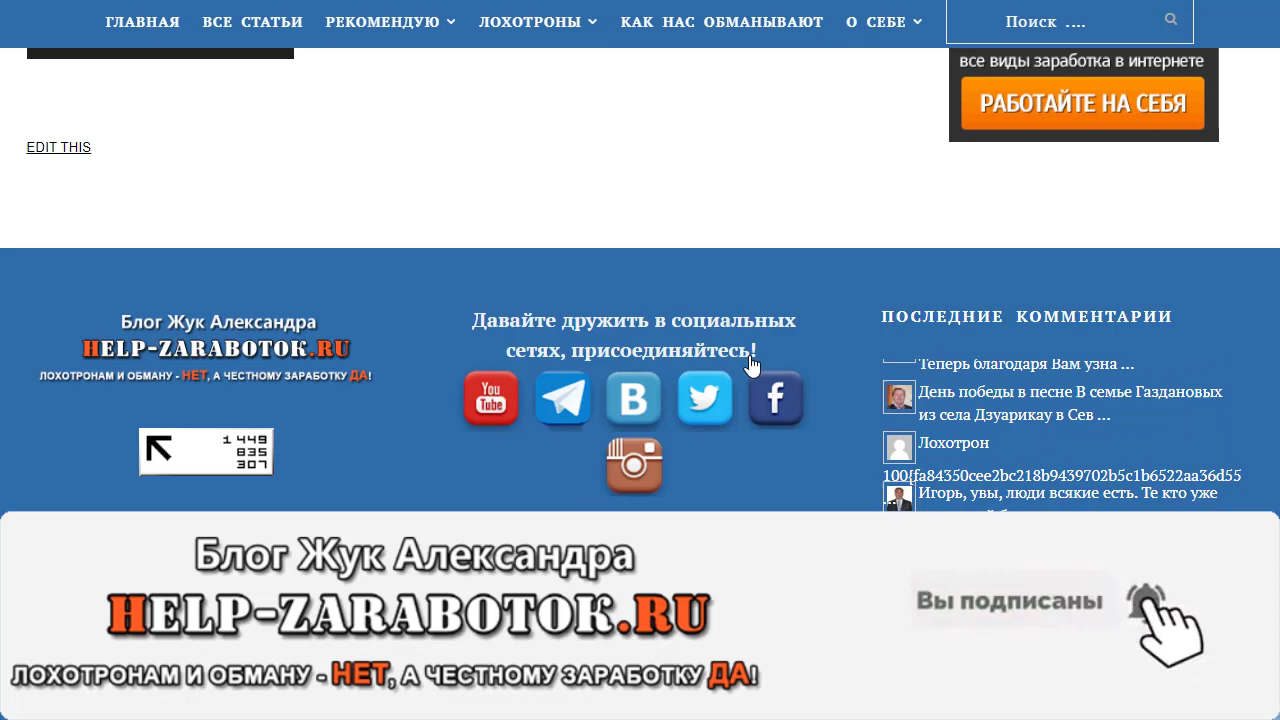 ГЛАВНАЯ ВСЕ СТАТЬИ РЕКОМЕНДУЮ ЛОХОТРОНЫ КАК НАС ОБМАНЫВАЮТ О СЕБЕ Поиск ....
все виды заработка в интернете
РАБОТАЙТЕ НА СЕБЯ
EDIT THIS
Блог Жук Александра
HELP-ZARABOTOK.RU
ЛОХОТРОНАМ И ОБМАНУ - НЕТ, А ЧЕСТНОМУ ЗАРАБОТКУ ДА!
1 449
835
307
Давайте дружить в социальных
сетях, присоединяйтесь!
You
Tube
B
f
ПОСЛЕДНИЕ КОММЕНТАРИИ
Теперь благодаря Вам узна ...
День победы в песне В семье Газдановых
из села Дзуарикау в Сев ...
Лохотрон
100{fa84350cee2bc218b9439702b5c1b6522aa36d55
...
Игорь, увы, люди всякие есть. Те кто уже
Блог Жук Александра
HELP-ZARABOTOK.RU
ЛОХОТРОНАМ И ОБМАНУ - НЕТ, А ЧЕСТНОМУ ЗАРАБОТКУ ДА!
Вы подписаны